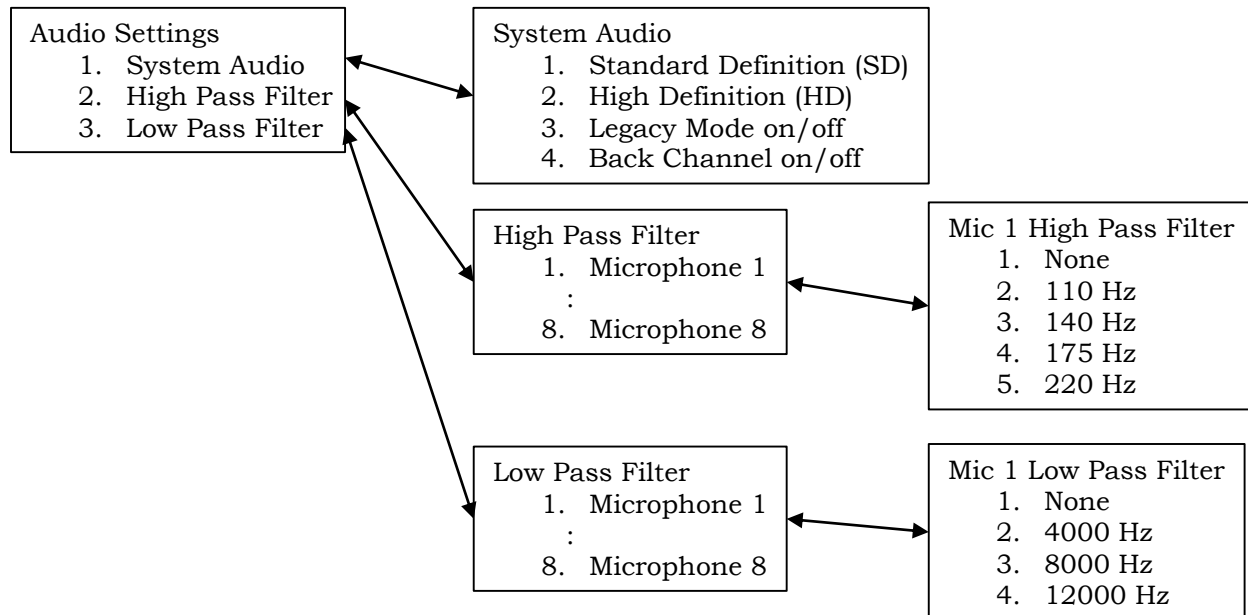 Audio Settings
1. System Audio
2. High Pass Filter
3. Low Pass Filter
System Audio
1. Standard Definition (SD)
2. High Definition (HD)
3. Legacy Mode on/off
4. Back Channel on/off
High Pass Filter
1. Microphone 1
:
8. Microphone 8
Mic 1 High Pass Filter
1. None
2. 110 Hz
3. 140 Hz
4. 175 Hz
5. 220 Hz
Low Pass Filter
1. Microphone 1
:
8. Microphone 8
Mic 1 Low Pass Filter
1. None
2. 4000 Hz
3. 8000 Hz
4. 12000 Hz